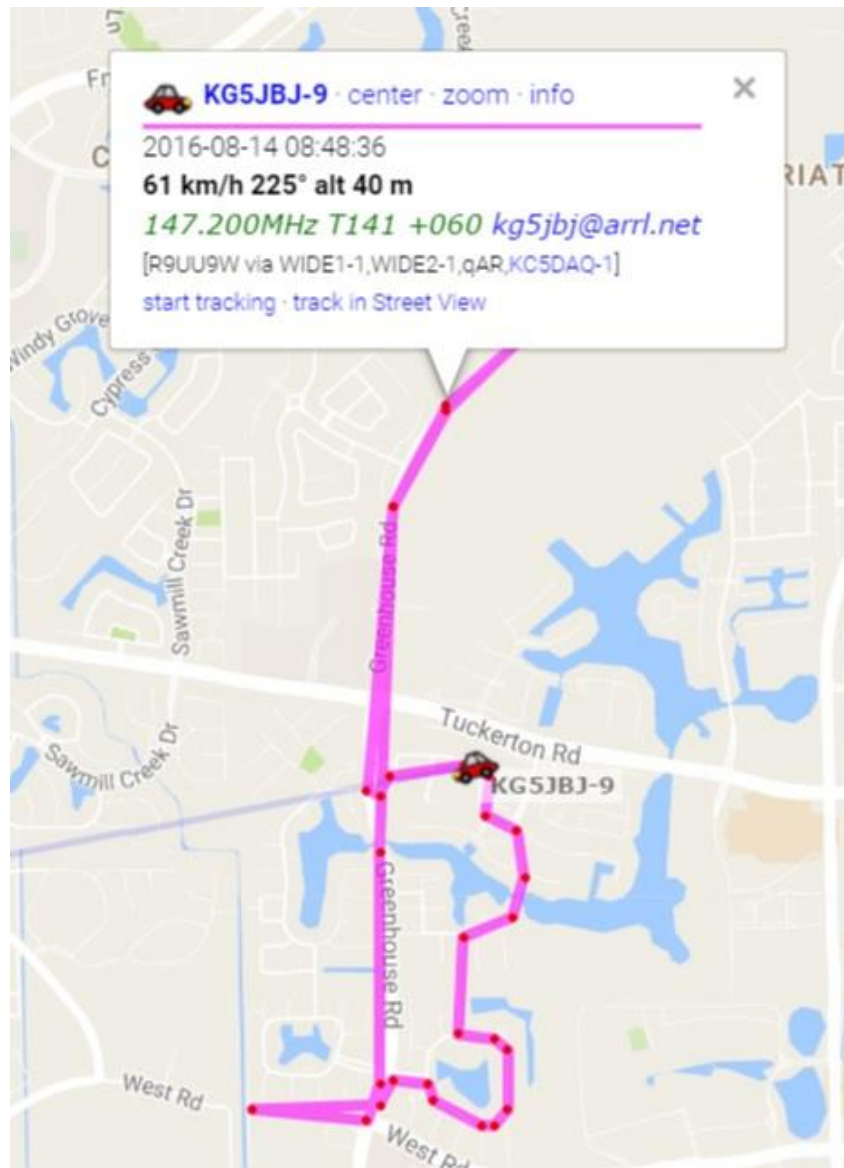 KG5JBJ-9 · center · zoom · info
2016-08-14 08:48:36
61 km/h 225° alt 40 m
147.200MHz T141 +060 kg5jbj@arrl.net
[R9UU9W via WIDE1-1,WIDE2-1,qAR,KC5DAQ-1]
start tracking · track in Street View
RIAT
Windy Grove
Cypress
Sawmill Creek Dr
Greenhouse Rd
Tuckerton Rd
Sawmill Creek Dr
KG5JBJ-9
Greenhouse Rd
West Rd
West Rd